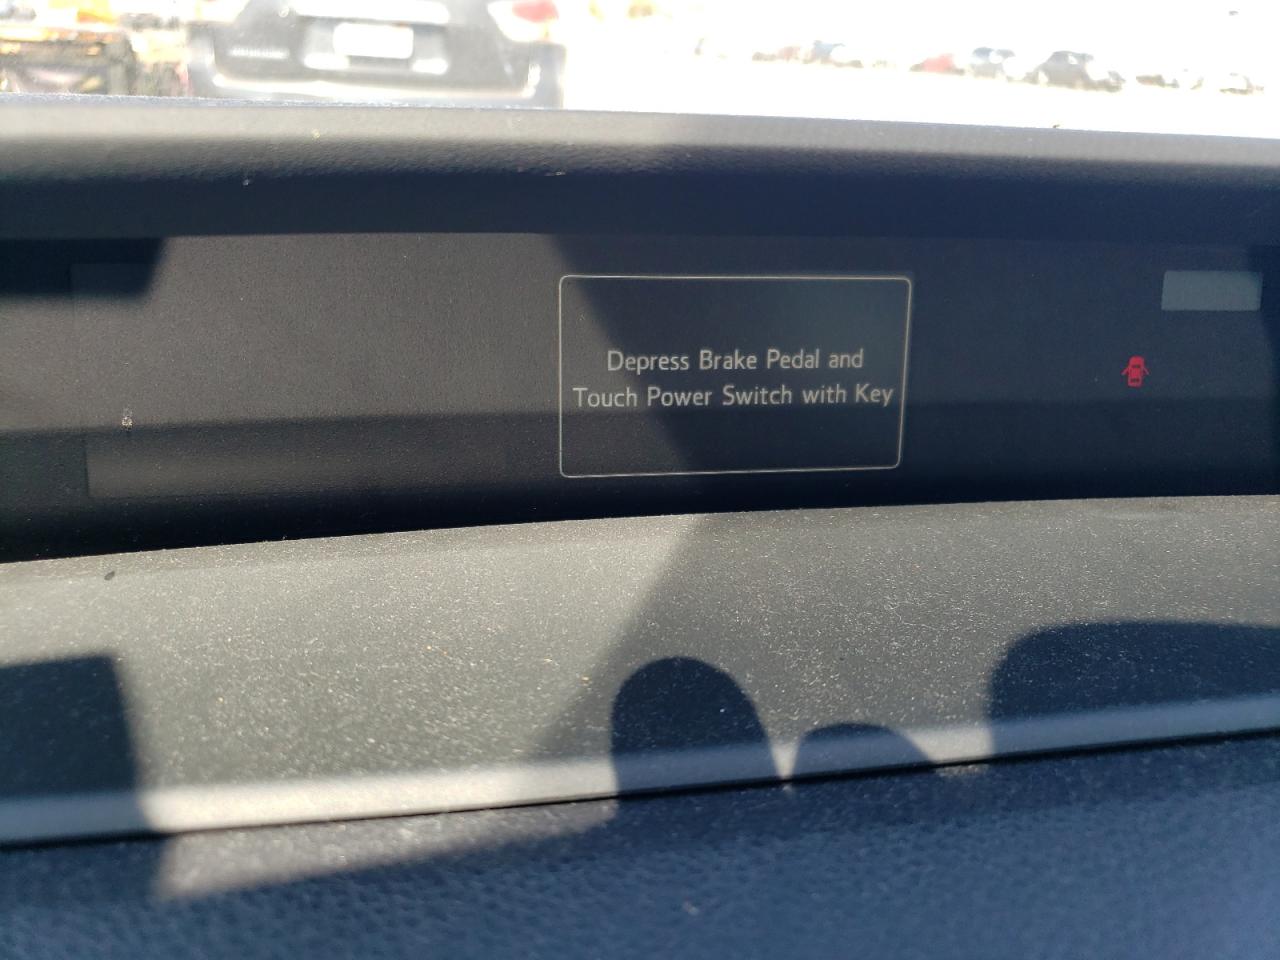 Depress Brake Pedal and
Touch Power Switch with Key